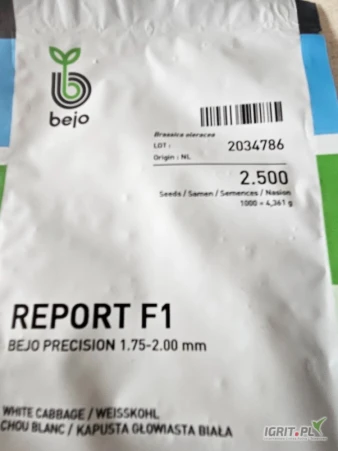 bejo
Brassica oleracea
LOT : 2034786
Origin : NL
2.500
Seeds / Samen / Semences / Nasion
1000 = 4,361 g
REPORT F1
BEJO PRECISION 1.75-2.00 mm
WHITE CABBAGE / WEISSKOHL
CHOU BLANC / KAPUSTA GŁOWIASTA BIAŁA
IGRIT.PL